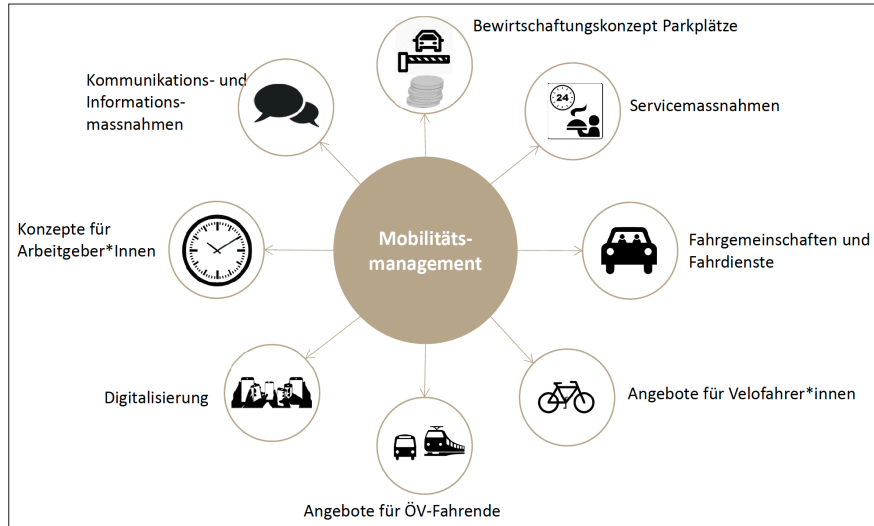 Bewirtschaftungskonzept Parkplätze
Kommunikations- und
Informations-
massnahmen
24
Servicemassnahmen
Konzepte für
Arbeitgeber*Innen
Mobilitäts-
management
Fahrgemeinschaften und
Fahrdienste
Digitalisierung
Angebote für Velofahrer*innen
Angebote für ÖV-Fahrende